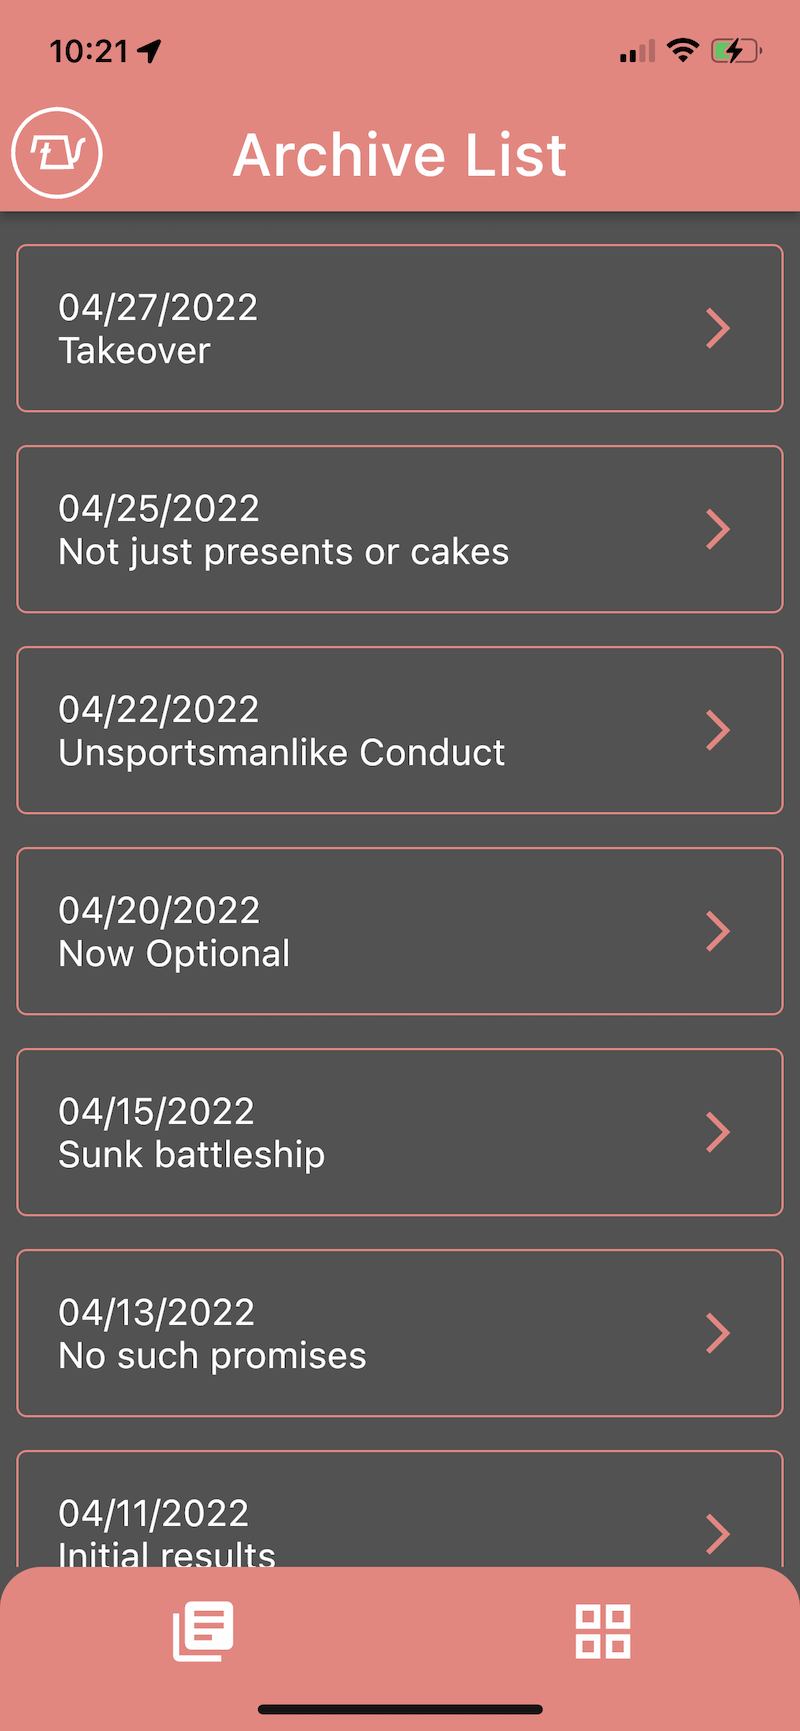 10:21
Archive List
04/27/2022
Takeover
04/25/2022
Not just presents or cakes
04/22/2022
Unsportsmanlike Conduct
04/20/2022
Now Optional
04/15/2022
Sunk battleship
04/13/2022
No such promises
04/11/2022
Initial results